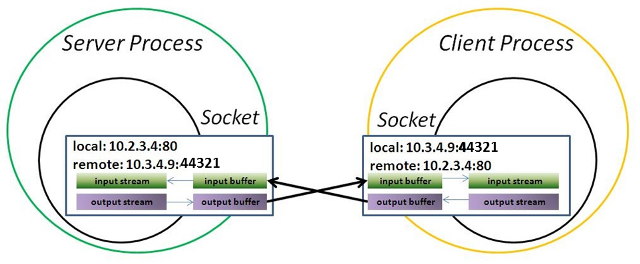 Server Process
Socket
local: 10.2.3.4:80
remote: 10.3.4.9:44321
input stream input buffer
output stream output buffer
Client Process
Socket
local: 10.3.4.9:44321
remote: 10.2.3.4:80
input buffer input stream
output buffer output stream